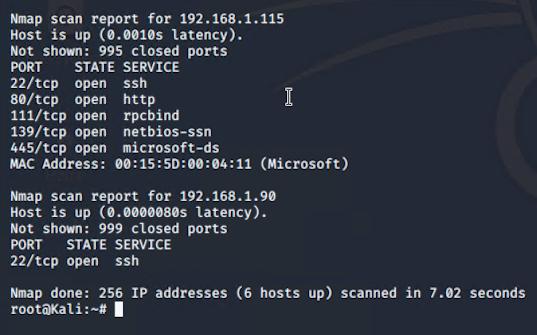 Nmap scan report for 192.168.1.115
Host is up (0.0010s latency).
Not shown: 995 closed ports
PORT    STATE SERVICE
22/tcp  open  ssh
80/tcp  open  http
111/tcp open  rpcbind
139/tcp open  netbios-ssn
445/tcp open  microsoft-ds
MAC Address: 00:15:5D:00:04:11 (Microsoft)

Nmap scan report for 192.168.1.90
Host is up (0.0000080s latency).
Not shown: 999 closed ports
PORT   STATE SERVICE
22/tcp open  ssh

Nmap done: 256 IP addresses (6 hosts up) scanned in 7.02 seconds
root@Kali:~#